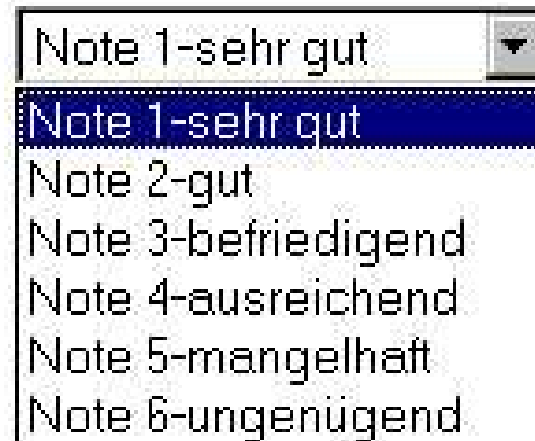 Note 1-sehr gut
Note 1-sehr gut
Note 2-gut
Note 3-befriedigend
Note 4-ausreichend
Note 5-mangelhaft
Note 6-ungenügend